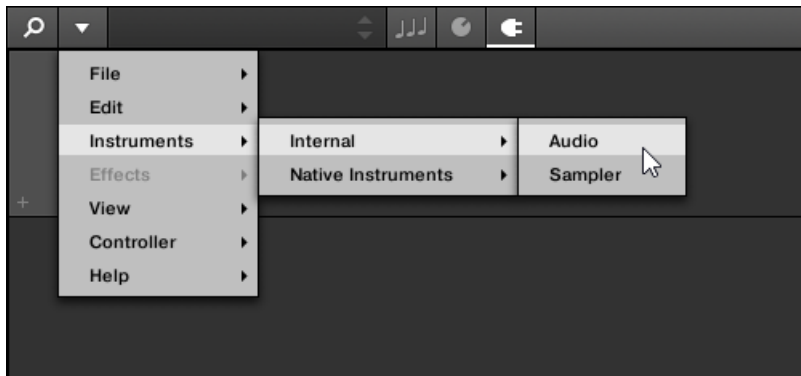 File
Edit
Instruments
Internal
Audio
Effects
Native Instruments
Sampler
View
Controller
Help